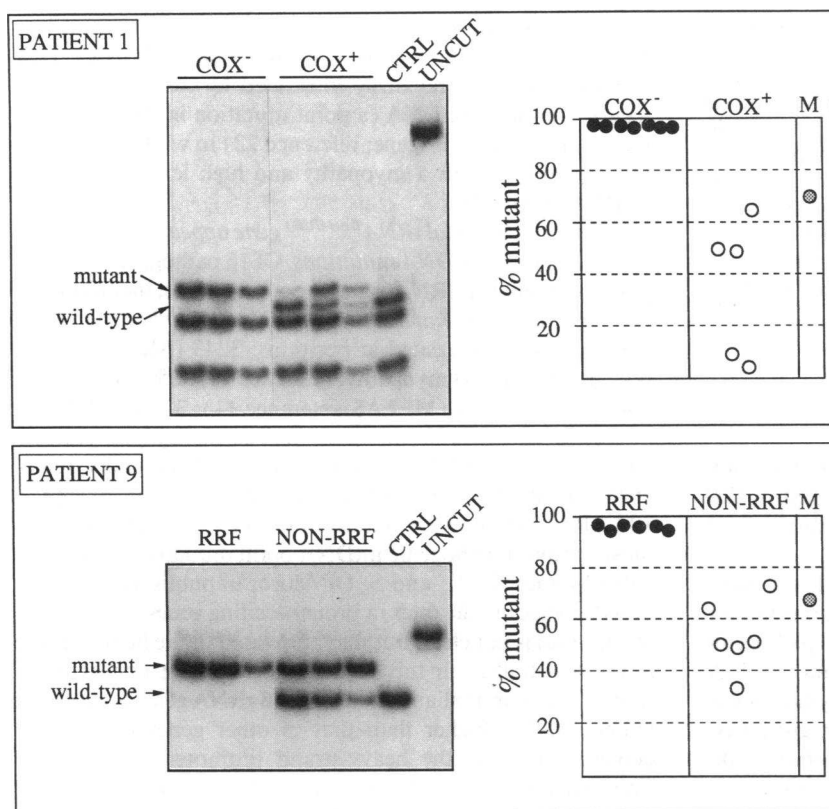 PATIENT 1
COX⁻ COX⁺ CTRL UNCUT
mutant
wild-type
COX⁻ COX⁺ M
% mutant
100
80
60
40
20
PATIENT 9
RRF NON-RRF CTRL UNCUT
mutant
wild-type
RRF NON-RRF M
% mutant
100
80
60
40
20